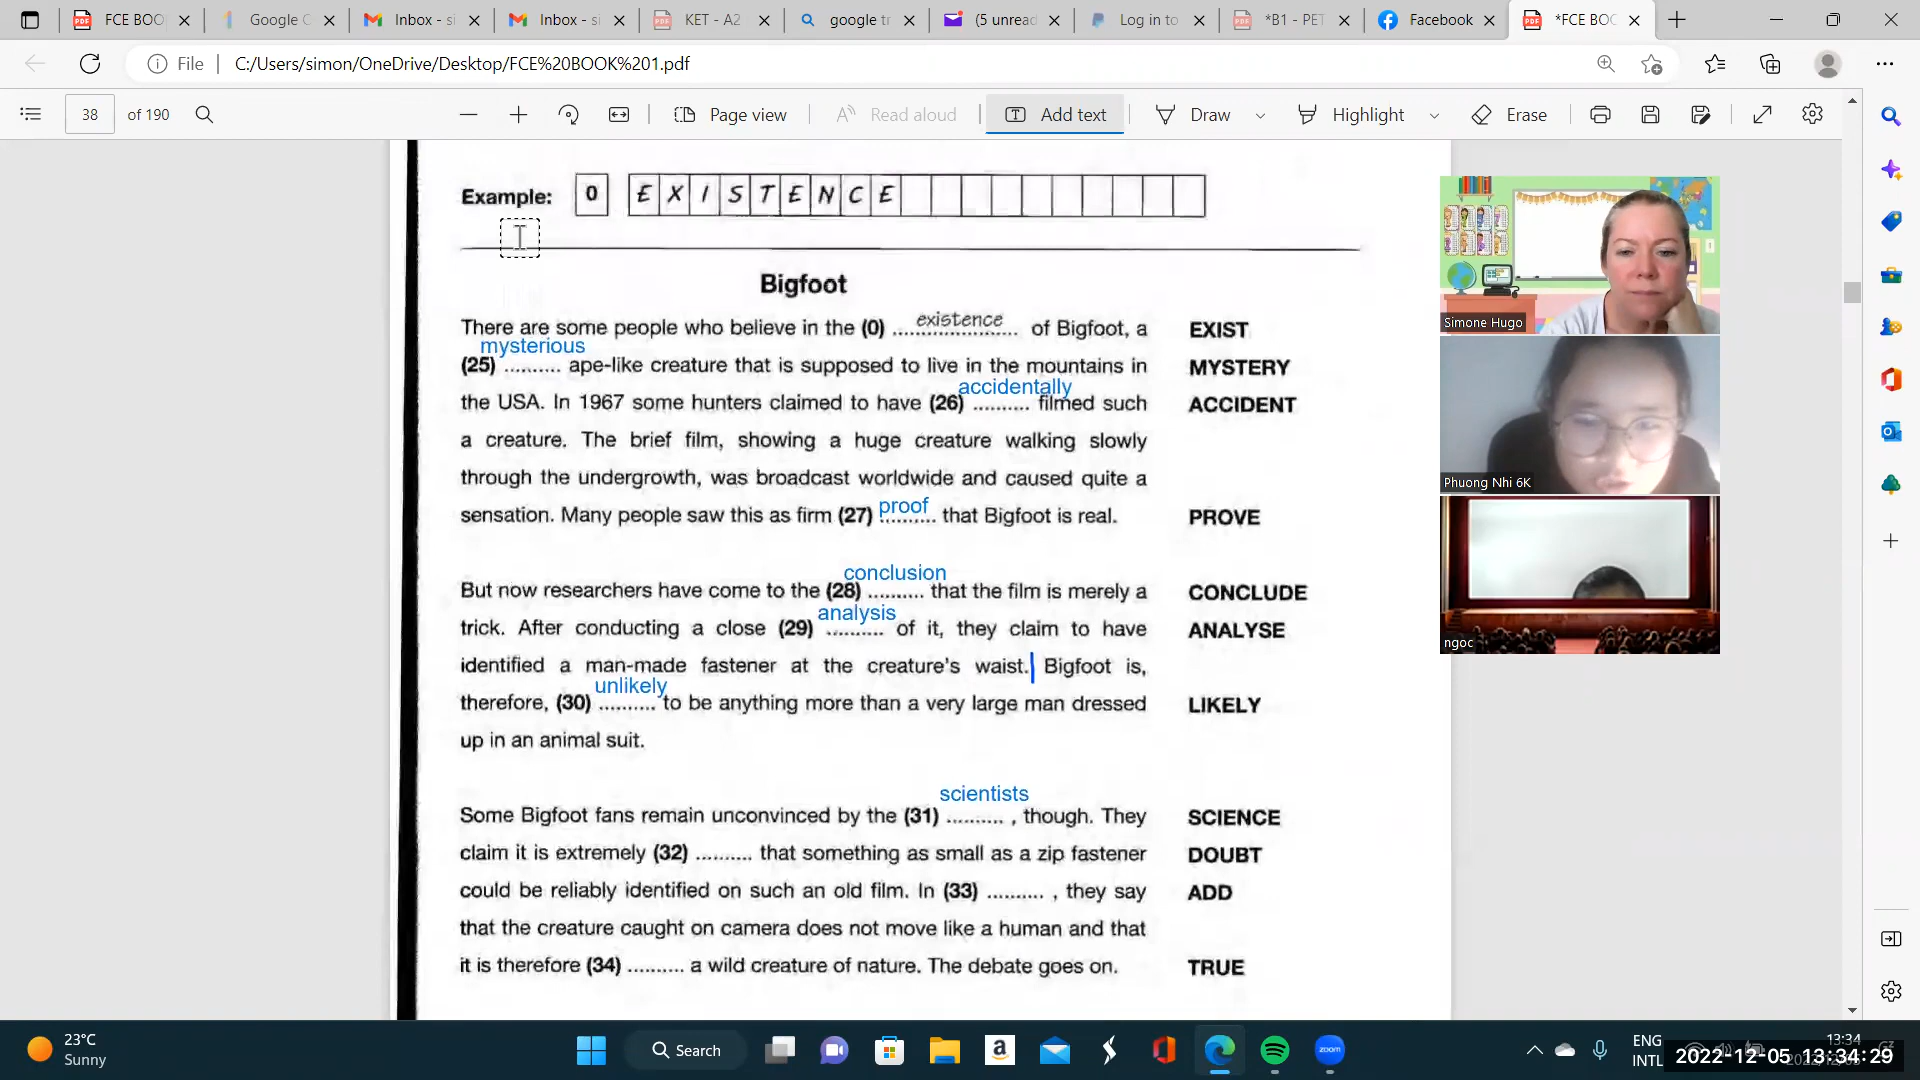 FCE BOO
Google C
Inbox - si
Inbox - si
KET - A2
google tr
(5 unread
Log in to
*B1 - PET
Facebook
*FCE BOO
File
C:/Users/simon/OneDrive/Desktop/FCE%20BOOK%201.pdf
38 of 190
Page view
Read aloud
Add text
Draw
Highlight
Erase
Example: 0 EXISTENCE
Bigfoot
There are some people who believe in the (0) existence of Bigfoot, a EXIST
mysterious
(25) .......... ape-like creature that is supposed to live in the mountains in MYSTERY
accidentally
the USA. In 1967 some hunters claimed to have (26) .......... filmed such ACCIDENT
a creature. The brief film, showing a huge creature walking slowly
through the undergrowth, was broadcast worldwide and caused quite a
proof
sensation. Many people saw this as firm (27) .......... that Bigfoot is real. PROVE
conclusion
But now researchers have come to the (28) .......... that the film is merely a CONCLUDE
analysis
trick. After conducting a close (29) .......... of it, they claim to have ANALYSE
identified a man-made fastener at the creature's waist. Bigfoot is,
unlikely
therefore, (30) .......... to be anything more than a very large man dressed LIKELY
up in an animal suit.
scientists
Some Bigfoot fans remain unconvinced by the (31) .......... , though. They SCIENCE
claim it is extremely (32) .......... that something as small as a zip fastener DOUBT
could be reliably identified on such an old film. In (33) .......... , they say ADD
that the creature caught on camera does not move like a human and that
it is therefore (34) .......... a wild creature of nature. The debate goes on. TRUE
Simone Hugo
Phuong Nhi 6K
ngoc
23°C
Sunny
Search
zoom
ENG
INTL
13:34
2022-12-05 13:34:29